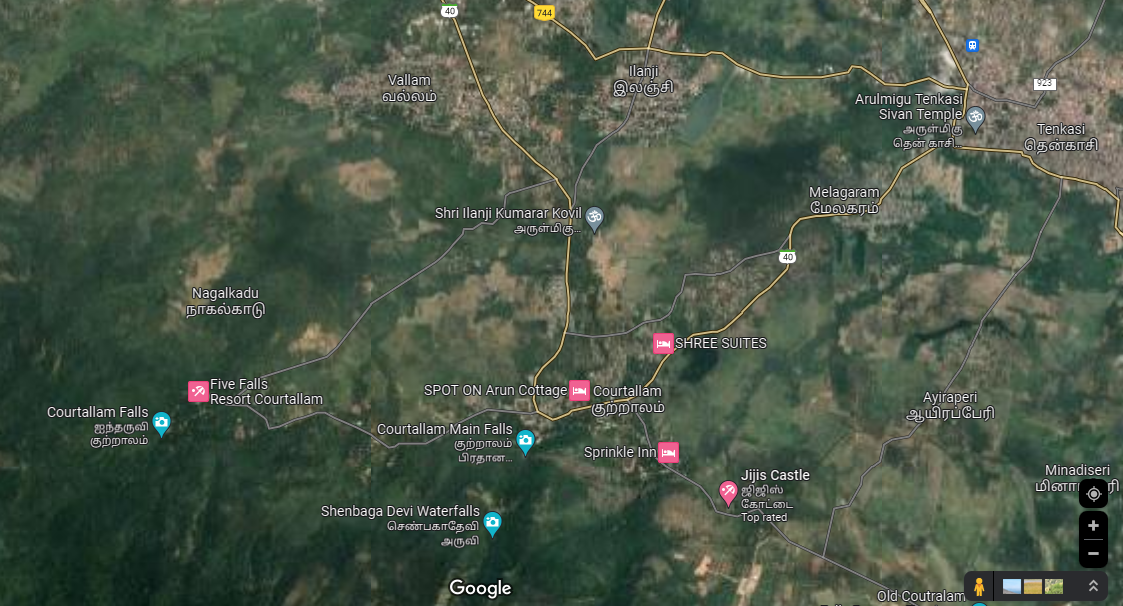 40
744
Vallam
வல்லம்
Ilanji
இலஞ்சி
923
Arulmigu Tenkasi
Sivan Temple
அருள்மிகு
தென் காசி...
Tenkasi
தென்காசி
Melagaram
மேலகரம்
Shri Ilanji Kumarar Kovil
அருள்மிகு...
40
Nagalkadu
நாகல்காடு
SHREE SUITES
Five Falls
Resort Courtallam
SPOT ON Arun Cottage
Courtallam
குற்றாலம்
Ayiraperi
ஆயிரப்பேரி
Courtallam Falls
ஐந்தருவி
குற்றாலம்
Courtallam Main Falls
குற்றாலம்
பிரதான...
Sprinkle Inn
Minadiseri
Jijis Castle
ஜிஜிஸ்
கோட்டை
Top rated
Shenbaga Devi Waterfalls
செண்பகாதேவி
அருவி
Google
Old Coutralam